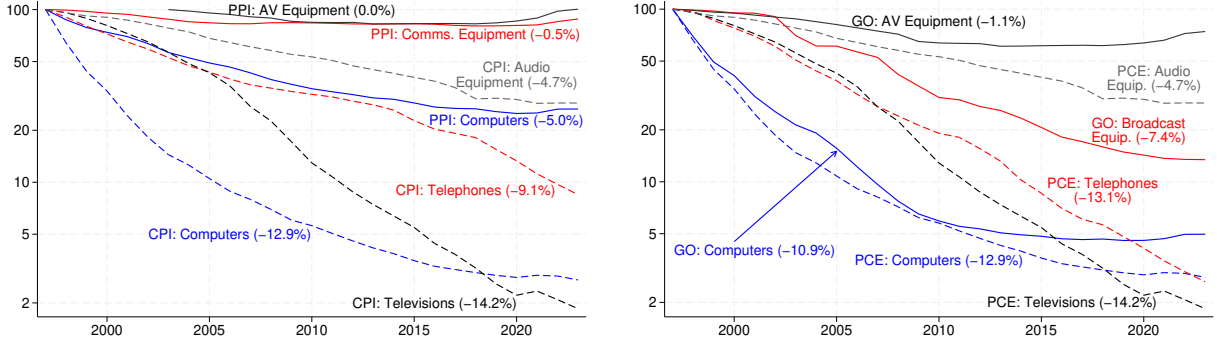 100
50
20
10
5
2
2000
2005
2010
2015
2020
PPI: AV Equipment (0.0%)
PPI: Comms. Equipment (−0.5%)
CPI: Audio
Equipment (−4.7%)
PPI: Computers (−5.0%)
CPI: Telephones (−9.1%)
CPI: Computers (−12.9%)
CPI: Televisions (−14.2%)
100
50
20
10
5
2
2000
2005
2010
2015
2020
GO: AV Equipment (−1.1%)
PCE: Audio
Equip. (−4.7%)
GO: Broadcast
Equip. (−7.4%)
PCE: Telephones
(−13.1%)
GO: Computers (−10.9%)
PCE: Computers (−12.9%)
PCE: Televisions (−14.2%)